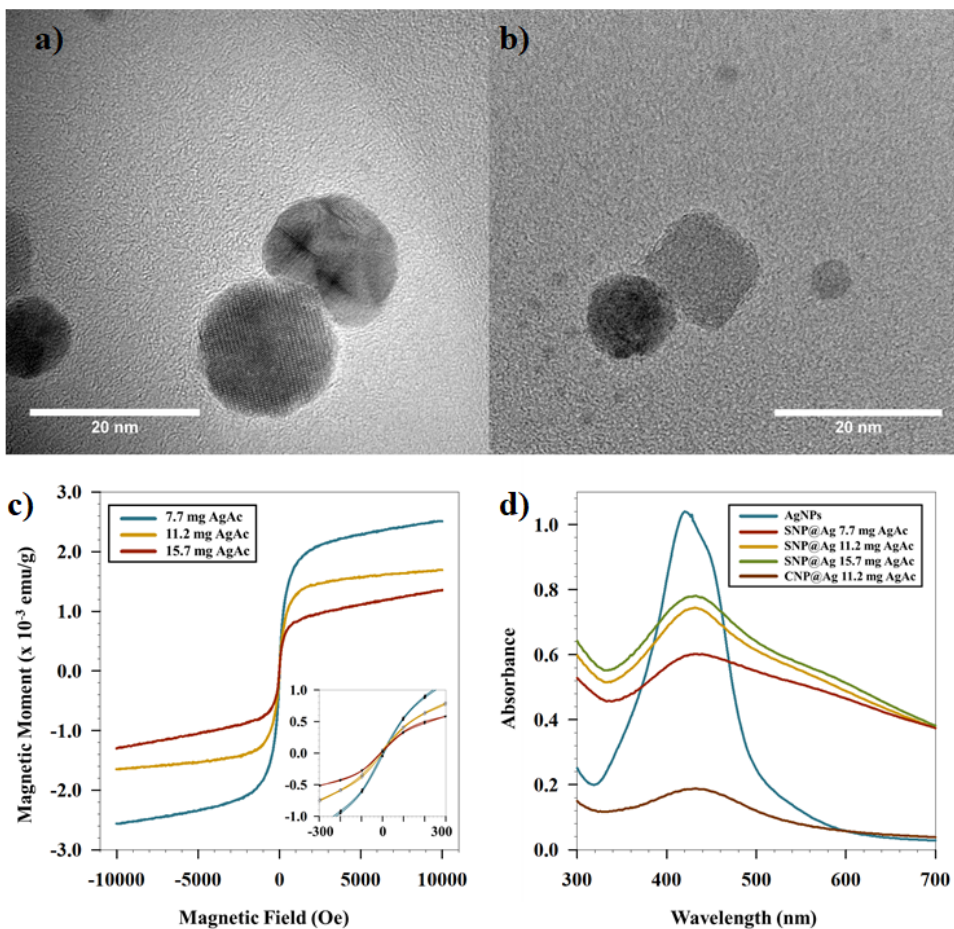 a)
b)
20 nm
20 nm
c)
3.0
2.0
1.0
0.0
-1.0
-2.0
-3.0
Magnetic Moment (x 10⁻³ emu/g)
7.7 mg AgAc
11.2 mg AgAc
15.7 mg AgAc
1.0
0.5
0.0
-0.5
-1.0
-300
0
300
-10000
-5000
0
5000
10000
Magnetic Field (Oe)
d)
1.0
0.8
0.6
0.4
0.2
0.0
Absorbance
AgNPs
SNP@Ag 7.7 mg AgAc
SNP@Ag 11.2 mg AgAc
SNP@Ag 15.7 mg AgAc
CNP@Ag 11.2 mg AgAc
300
400
500
600
700
Wavelength (nm)